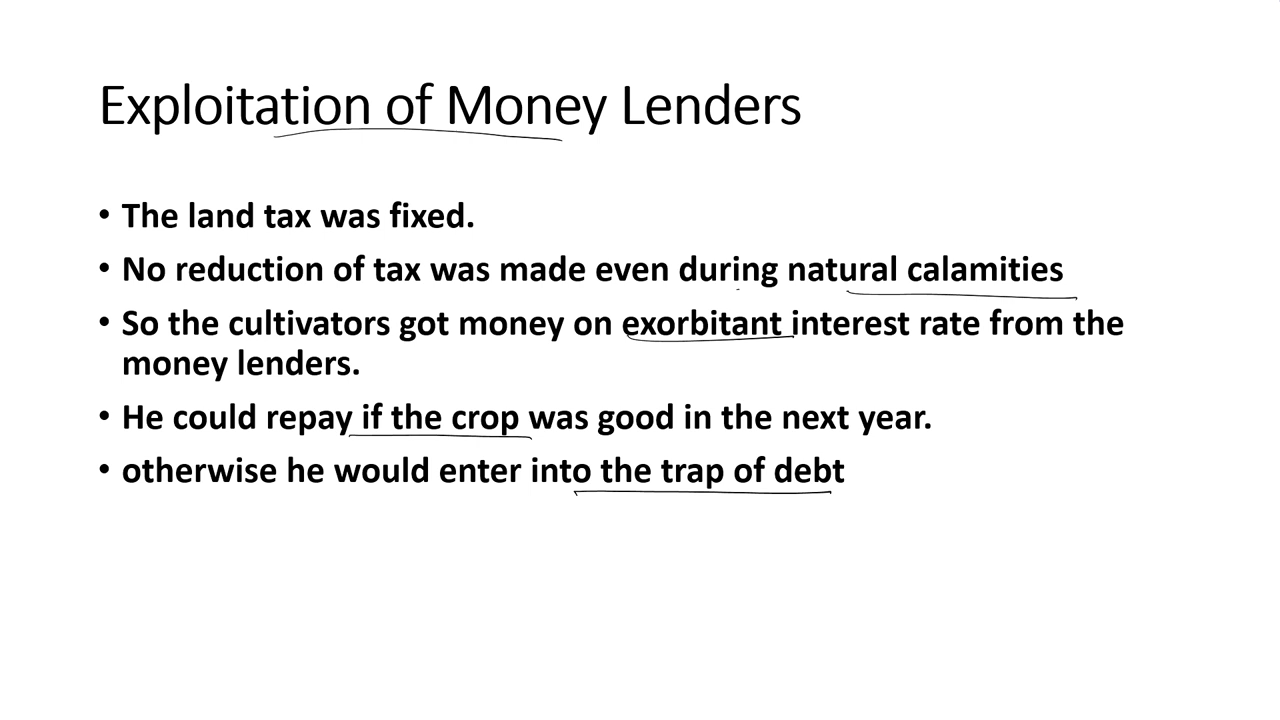 Exploitation of Money Lenders
• The land tax was fixed.
• No reduction of tax was made even during natural calamities
• So the cultivators got money on exorbitant interest rate from the
money lenders.
• He could repay if the crop was good in the next year.
• otherwise he would enter into the trap of debt